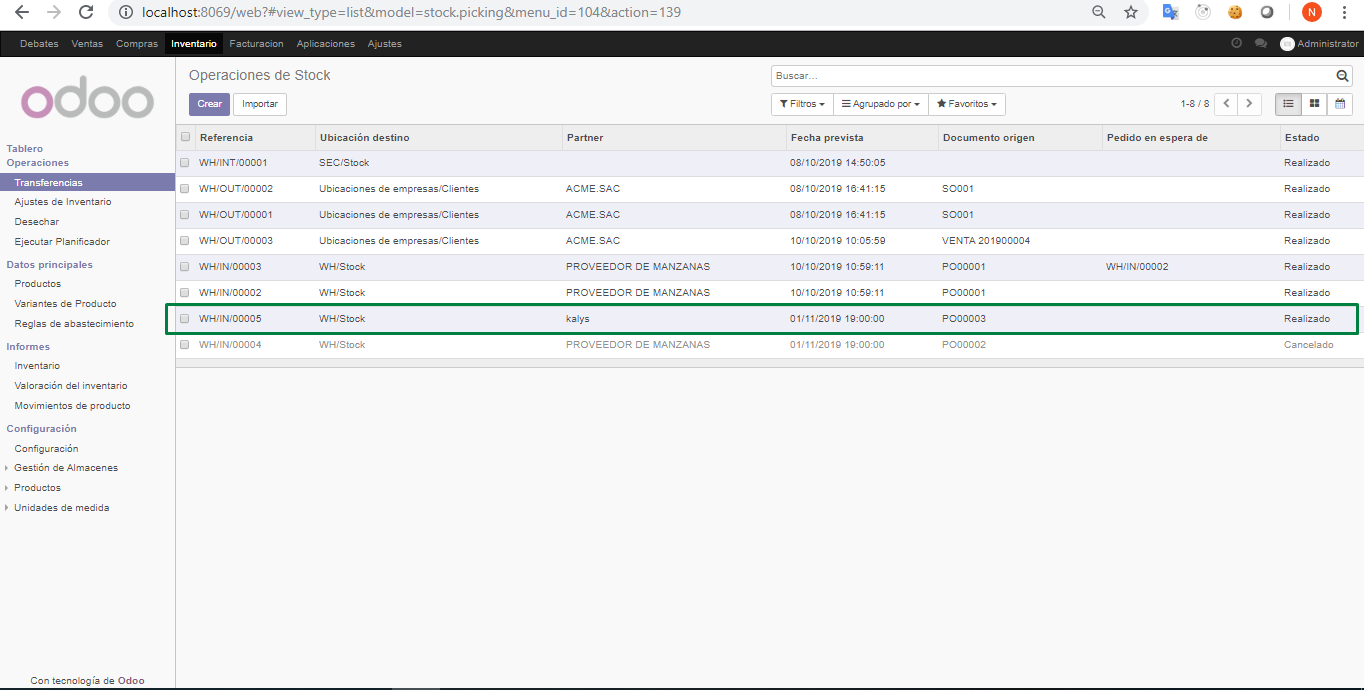 localhost:8069/web?#view_type=list&model=stock.picking&menu_id=104&action=139
N
Debates Ventas Compras Inventario Facturacion Aplicaciones Ajustes Administrator
odoo
Tablero
Operaciones
Transferencias
Ajustes de Inventario
Desechar
Ejecutar Planificador
Datos principales
Productos
Variantes de Producto
Reglas de abastecimiento
Informes
Inventario
Valoración del inventario
Movimientos de producto
Configuración
Configuración
Gestión de Almacenes
Productos
Unidades de medida
Con tecnología de Odoo
Operaciones de Stock
Buscar...
Crear Importar
Filtros Agrupado por Favoritos 1-8 / 8
Referencia Ubicación destino Partner Fecha prevista Documento origen Pedido en espera de Estado
WH/INT/00001 SEC/Stock 08/10/2019 14:50:05 Realizado
WH/OUT/00002 Ubicaciones de empresas/Clientes ACME.SAC 08/10/2019 16:41:15 SO001 Realizado
WH/OUT/00001 Ubicaciones de empresas/Clientes ACME.SAC 08/10/2019 16:41:15 SO001 Realizado
WH/OUT/00003 Ubicaciones de empresas/Clientes ACME.SAC 10/10/2019 10:05:59 VENTA 201900004 Realizado
WH/IN/00003 WH/Stock PROVEEDOR DE MANZANAS 10/10/2019 10:59:11 PO00001 WH/IN/00002 Realizado
WH/IN/00002 WH/Stock PROVEEDOR DE MANZANAS 10/10/2019 10:59:11 PO00001 Realizado
WH/IN/00005 WH/Stock kalys 01/11/2019 19:00:00 PO00003 Realizado
WH/IN/00004 WH/Stock PROVEEDOR DE MANZANAS 01/11/2019 19:00:00 PO00002 Cancelado